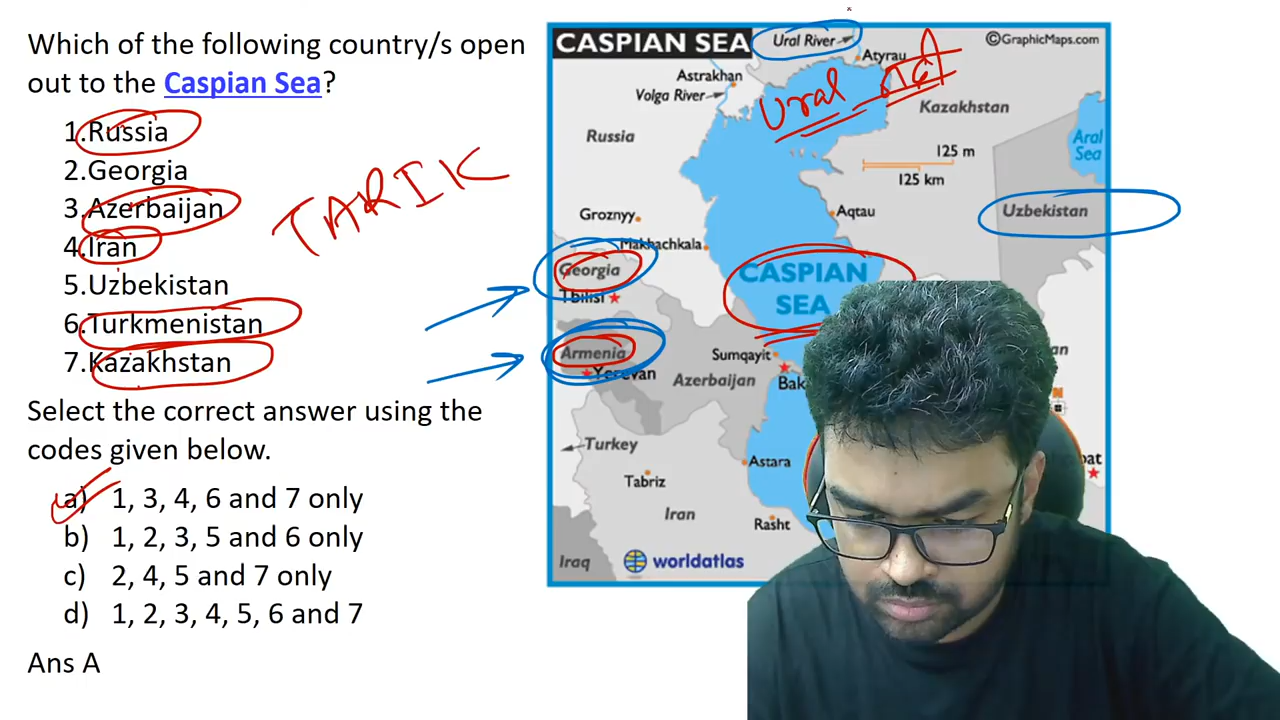 Which of the following country/s open
out to the Caspian Sea?
1.Russia
2.Georgia
3.Azerbaijan
4.Iran
5.Uzbekistan
6.Turkmenistan
7.Kazakhstan
TARIK
Select the correct answer using the
codes given below.
a) 1, 3, 4, 6 and 7 only
b) 1, 2, 3, 5 and 6 only
c) 2, 4, 5 and 7 only
d) 1, 2, 3, 4, 5, 6 and 7
Ans A
CASPIAN SEA
Ural River
©GraphicMaps.com
Atyrau
Astrakhan
Volga River
Ural
Kazakhstan
Russia
Aral
Sea
125 m
125 km
Groznyy
Aqtau
Uzbekistan
Makhachkala
Georgia
Tbilisi
CASPIAN
SEA
Armenia
Yerevan
Sumqayit
Azerbaijan
Bak
an
N
Turkey
Astara
bat
Tabriz
Iran
Rasht
Iraq
worldatlas